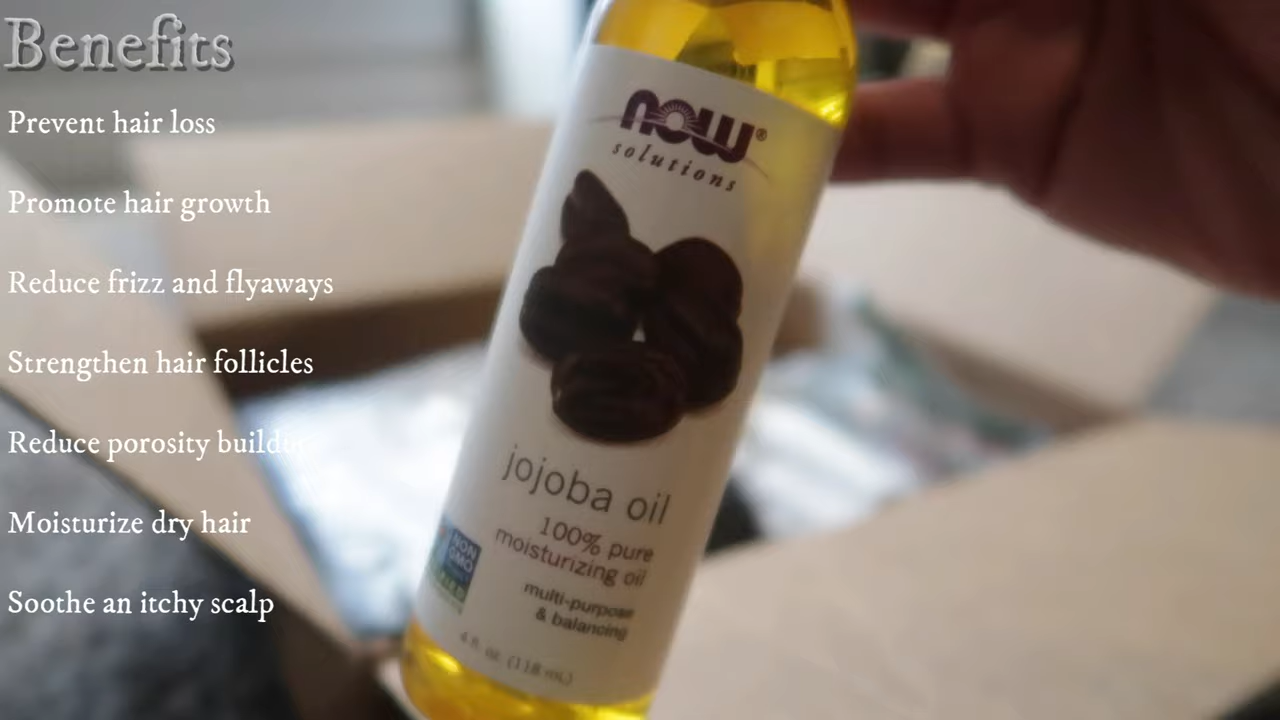 Benefits
Prevent hair loss
Promote hair growth
Reduce frizz and flyaways
Strengthen hair follicles
Reduce porosity
Moisturize dry hair
Soothe an itchy scalp
NOW®
solutions
jojoba oil
100% pure
moisturizing oil
multi-purpose
& balancing
NON
GMO
4 fl. oz. (118 mL)